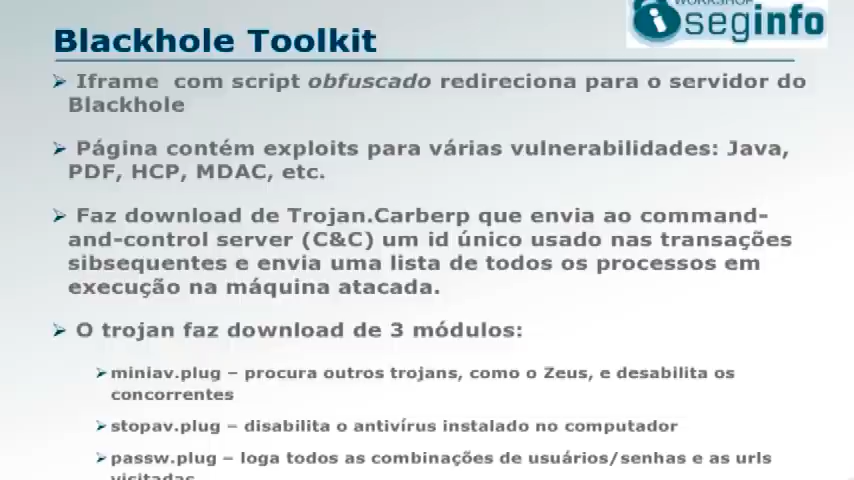 WORKSHOP
seginfo
Blackhole Toolkit
Iframe com script obfuscado redireciona para o servidor do
Blackhole
Página contém exploits para várias vulnerabilidades: Java,
PDF, HCP, MDAC, etc.
Faz download de Trojan.Carberp que envia ao command-
and-control server (C&C) um id único usado nas transações
sibsequentes e envia uma lista de todos os processos em
execução na máquina atacada.
O trojan faz download de 3 módulos:
miniav.plug – procura outros trojans, como o Zeus, e desabilita os
concorrentes
stopav.plug – disabilita o antivírus instalado no computador
passw.plug – loga todos as combinações de usuários/senhas e as urls
visitadas